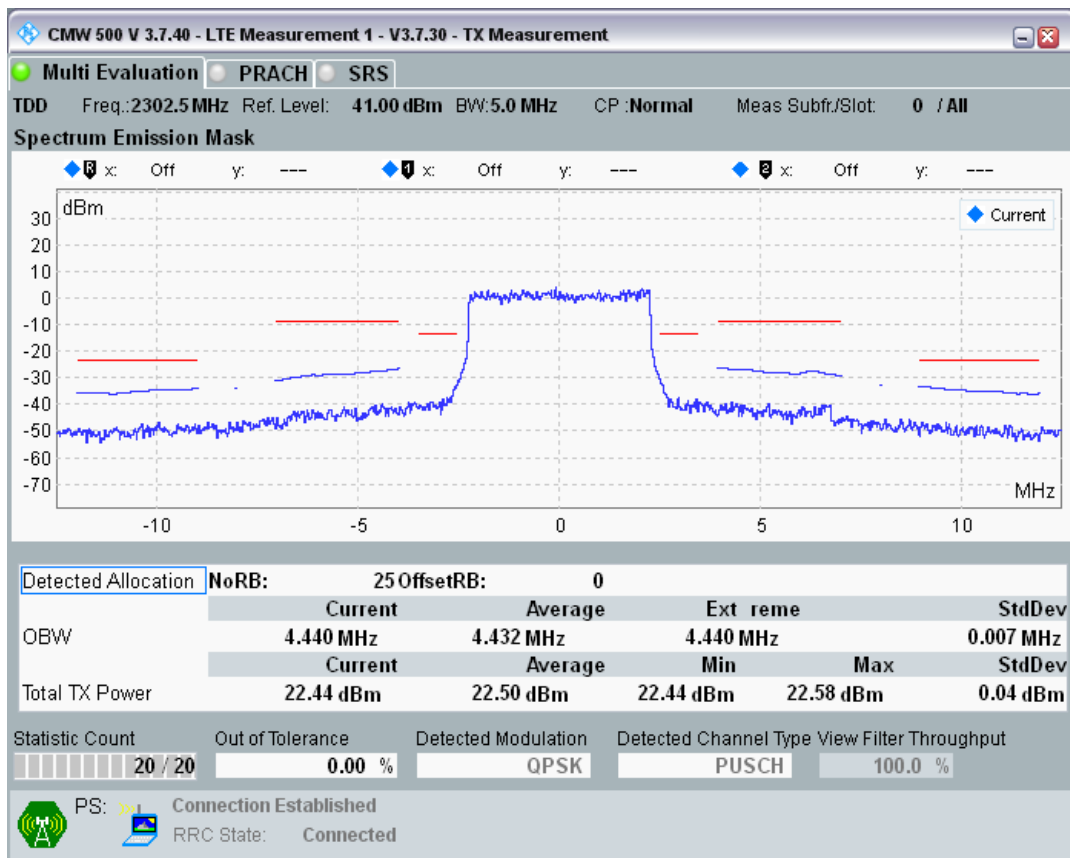 CMW 500 V 3.7.40 - LTE Measurement 1 - V3.7.30 - TX Measurement
Multi Evaluation PRACH SRS
TDD Freq.:2302.5 MHz Ref. Level: 41.00 dBm BW:5.0 MHz CP :Normal Meas Subfr./Slot: 0 / All
Spectrum Emission Mask
R x: Off y: --- 1 x: Off y: --- 2 x: Off y: ---
dBm
Current
30
20
10
0
-10
-20
-30
-40
-50
-60
-70
MHz
-10 -5 0 5 10
Detected Allocation NoRB: 25 OffsetRB: 0
Current Average Ext reme StdDev
OBW 4.440 MHz 4.432 MHz 4.440 MHz 0.007 MHz
Current Average Min Max StdDev
Total TX Power 22.44 dBm 22.50 dBm 22.44 dBm 22.58 dBm 0.04 dBm
Statistic Count Out of Tolerance Detected Modulation Detected Channel Type View Filter Throughput
20 / 20 0.00 % QPSK PUSCH 100.0 %
PS: Connection Established
RRC State: Connected